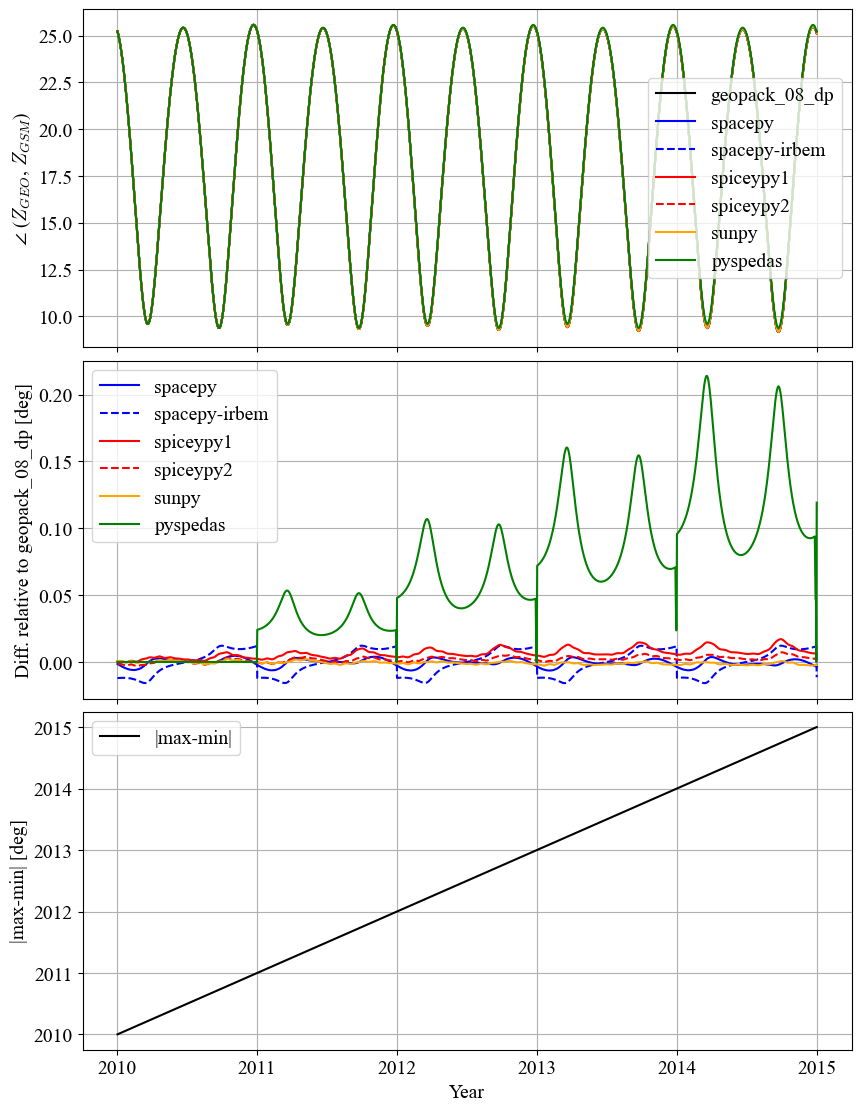 25.0
22.5
20.0
17.5
15.0
12.5
10.0
∠ (Z_GEO, Z_GSM)
geopack_08_dp
spacepy
spacepy-irbem
spiceypy1
spiceypy2
sunpy
pyspedas
0.20
0.15
0.10
0.05
0.00
Diff. relative to geopack_08_dp [deg]
spacepy
spacepy-irbem
spiceypy1
spiceypy2
sunpy
pyspedas
2015
2014
2013
2012
2011
2010
|max-min| [deg]
|max-min|
2010 2011 2012 2013 2014 2015
Year